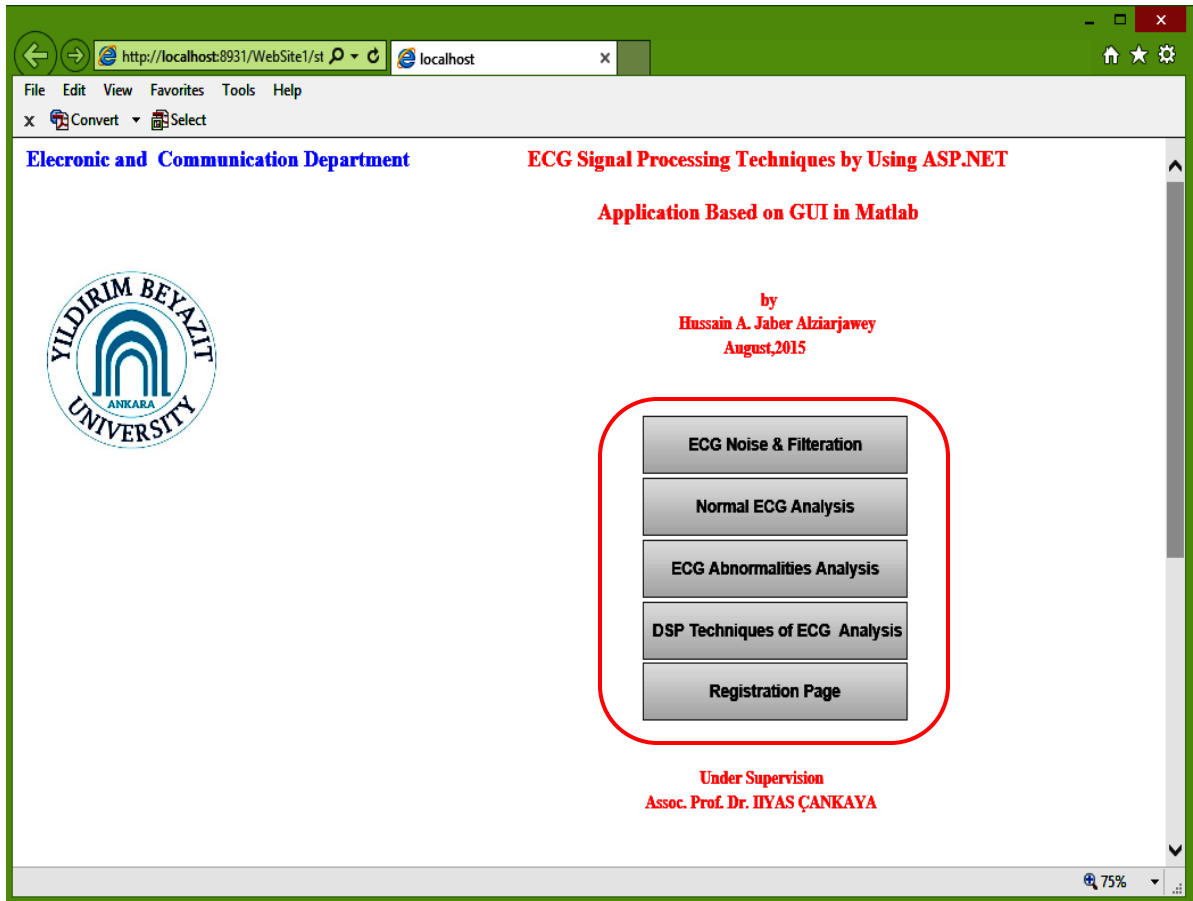 http://localhost:8931/WebSite1/st
localhost
File Edit View Favorites Tools Help
x Convert Select
Elecronic and Communication Department
ECG Signal Processing Techniques by Using ASP.NET
Application Based on GUI in Matlab
YILDIRIM BEYAZIT
ANKARA
UNIVERSITY
by
Hussain A. Jaber Alziarjawey
August,2015
ECG Noise & Filteration
Normal ECG Analysis
ECG Abnormalities Analysis
DSP Techniques of ECG Analysis
Registration Page
Under Supervision
Assoc. Prof. Dr. IIYAS ÇANKAYA
75%